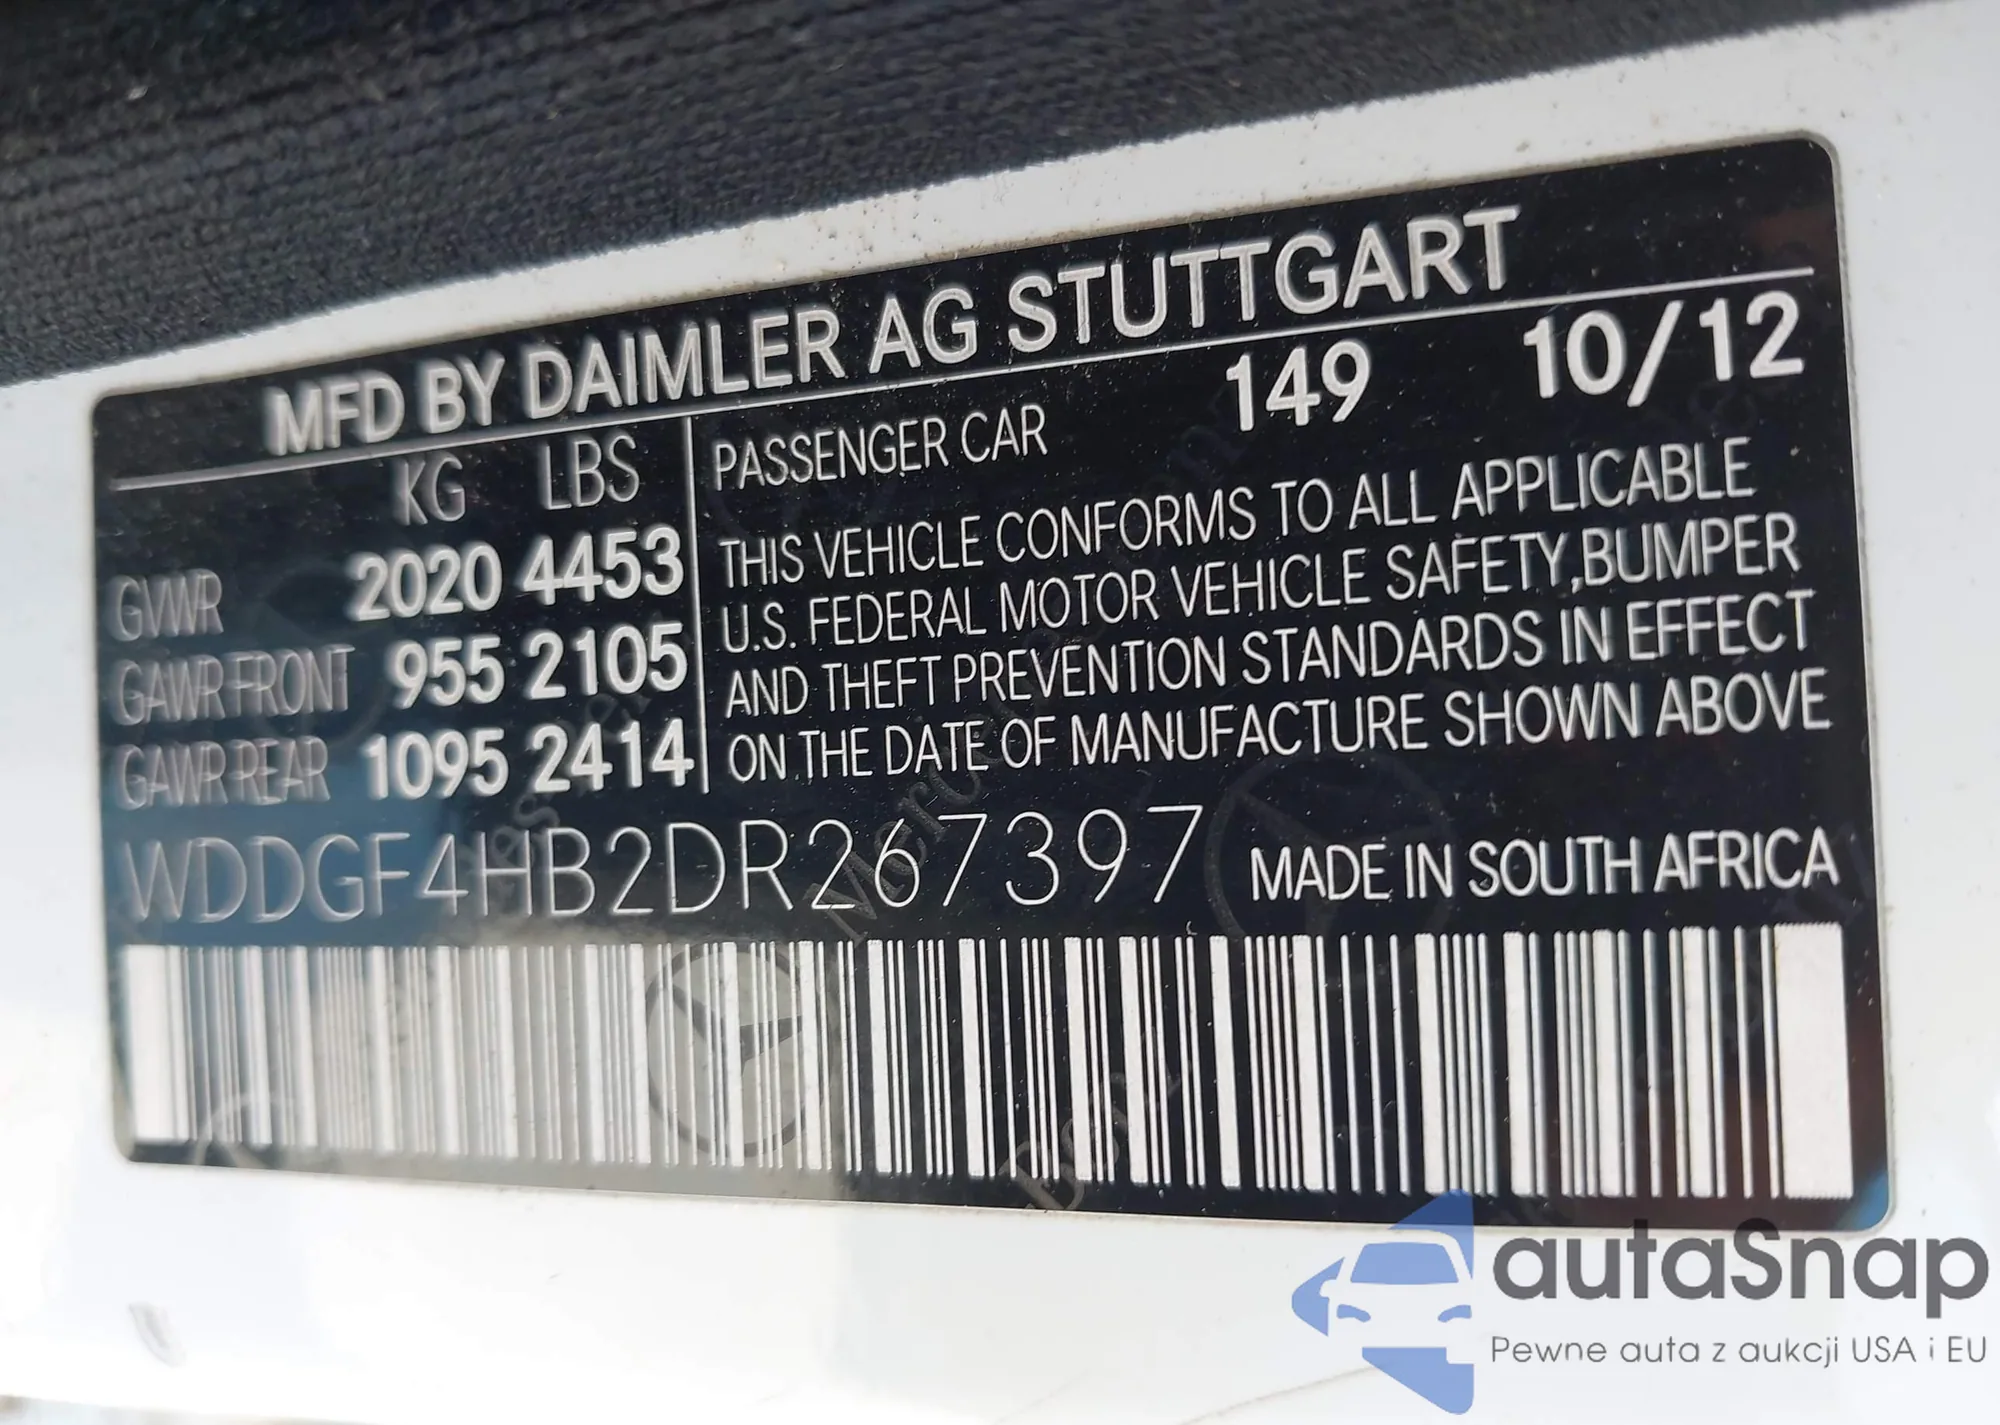 MFD BY DAIMLER AG STUTTGART
KG LBS
GVWR 2020 4453
GAWR FRONT 955 2105
GAWR REAR 1095 2414
PASSENGER CAR 149 10/12
THIS VEHICLE CONFORMS TO ALL APPLICABLE
U.S. FEDERAL MOTOR VEHICLE SAFETY,BUMPER
AND THEFT PREVENTION STANDARDS IN EFFECT
ON THE DATE OF MANUFACTURE SHOWN ABOVE
WDDGF4HB2DR267397 MADE IN SOUTH AFRICA
autaSnap
Pewne auta z aukcji USA i EU